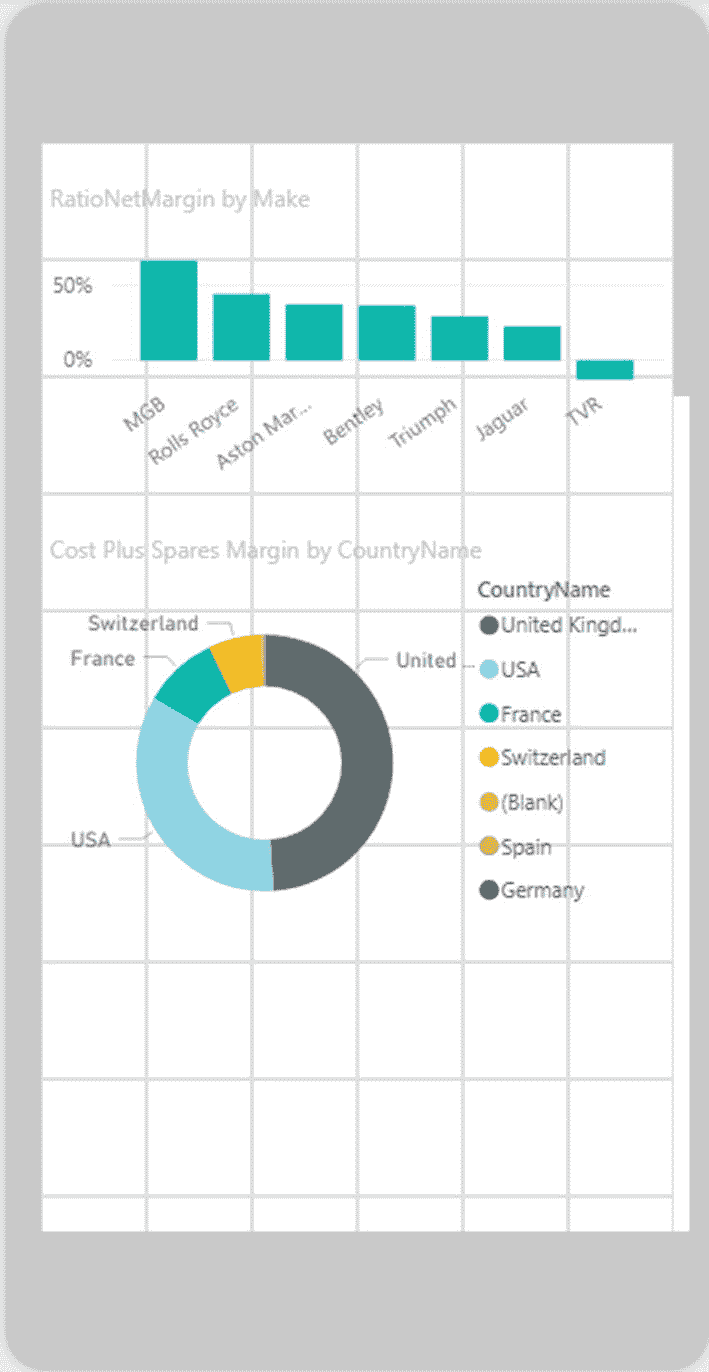 RatioNetMargin by Make
50%
0%
MGB
Rolls Royce
Aston Mar...
Bentley
Triumph
Jaguar
TVR
Cost Plus Spares Margin by CountryName
CountryName
Switzerland
United Kingd...
France
United ...
USA
France
Switzerland
(Blank)
USA
Spain
Germany